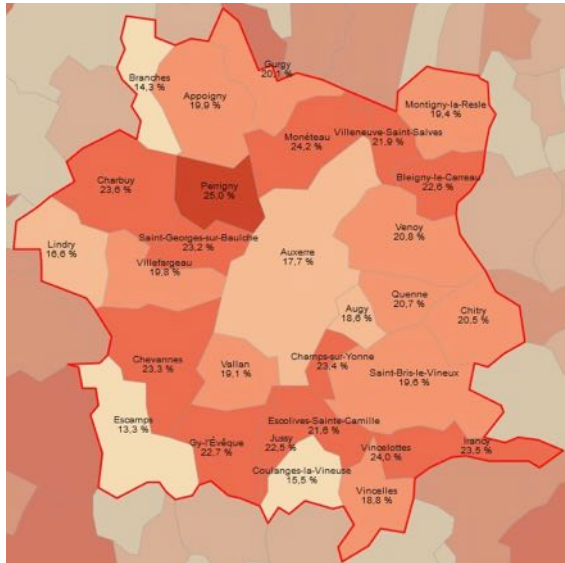 Gurgy
20,1 %
Branches
14,3 %
Appoigny
19,9 %
Montigny-la-Resle
19,4 %
Monéteau
24,2 %
Villeneuve-Saint-Salves
21,9 %
Charbuy
23,6 %
Perrigny
25,0 %
Bleigny-le-Carreau
22,6 %
Venoy
20,8 %
Saint-Georges-sur-Baulche
23,2 %
Lindry
16,6 %
Auxerre
17,7 %
Villefargeau
19,8 %
Quenne
20,7 %
Augy
18,6 %
Chitry
20,5 %
Chevannes
23,3 %
Vallan
19,1 %
Champs-sur-Yonne
23,4 %
Saint-Bris-le-Vineux
19,6 %
Escamps
13,3 %
Escolives-Sainte-Camille
21,6 %
Gy-l'Évêque
22,7 %
Jussy
22,5 %
Irancy
23,5 %
Vincelottes
24,0 %
Coulanges-la-Vineuse
15,5 %
Vincelles
18,8 %